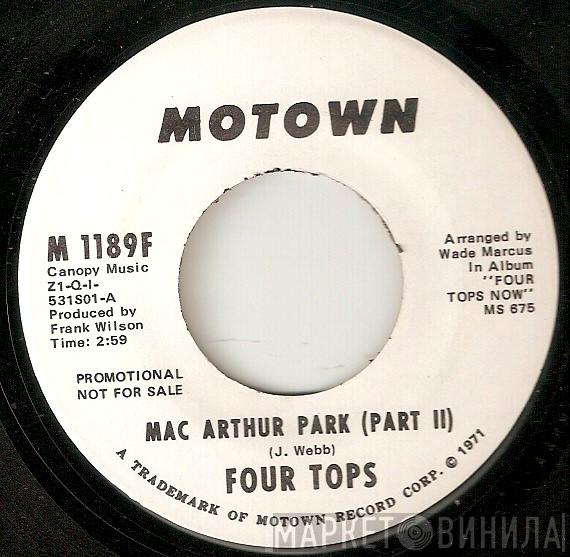 MOTOWN
M 1189F
Canopy Music
Z1-Q-I-
531S01-A
Produced by
Frank Wilson
Time: 2:59
PROMOTIONAL
NOT FOR SALE
Arranged by
Wade Marcus
In Album
"FOUR
TOPS NOW"
MS 675
MAC ARTHUR PARK (PART II)
(J. Webb)
FOUR TOPS
A TRADEMARK OF MOTOWN RECORD CORP. © 1971
МАРКЕТ ВИНИЛА